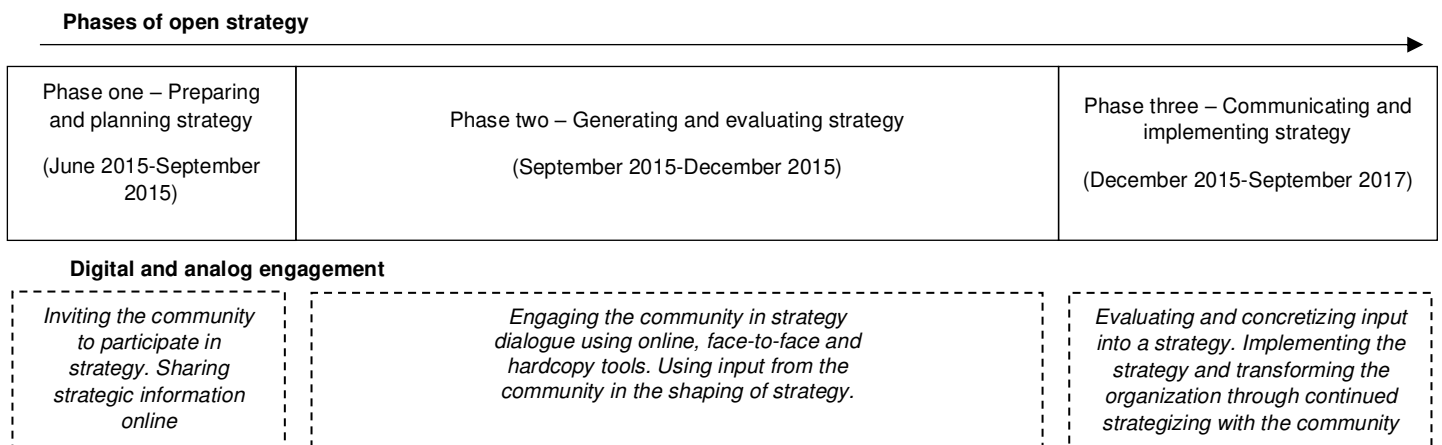 Phases of open strategy
Phase one – Preparing
and planning strategy
(June 2015-September
2015)
Phase two – Generating and evaluating strategy
(September 2015-December 2015)
Phase three – Communicating and
implementing strategy
(December 2015-September 2017)
Digital and analog engagement
Inviting the community
to participate in
strategy. Sharing
strategic information
online
Engaging the community in strategy
dialogue using online, face-to-face and
hardcopy tools. Using input from the
community in the shaping of strategy.
Evaluating and concretizing input
into a strategy. Implementing the
strategy and transforming the
organization through continued
strategizing with the community